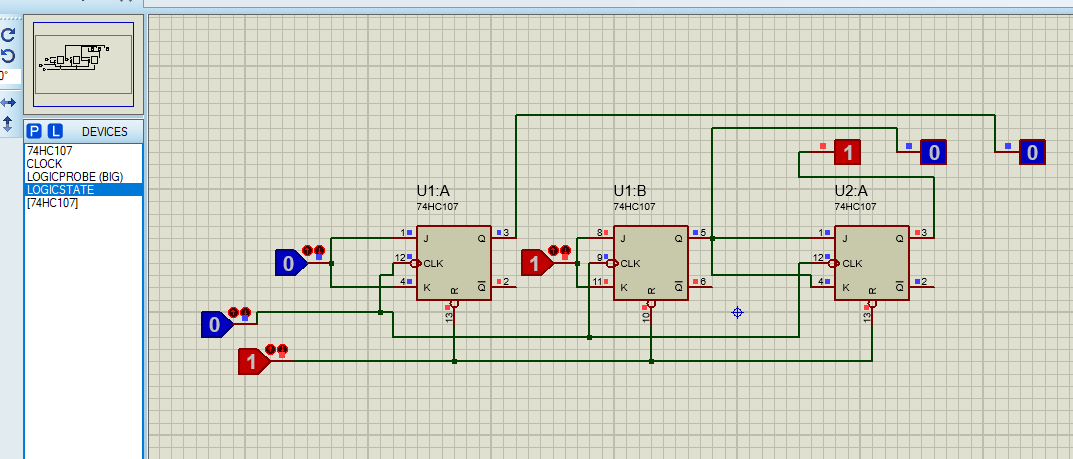 0°
P L DEVICES
74HC107
CLOCK
LOGICPROBE (BIG)
LOGICSTATE
[74HC107]
1 0 0
U1:A U1:B U2:A
74HC107 74HC107 74HC107
1 J Q 3 8 J Q 5 1 J Q 3
0 12 CLK 1 9 CLK 12 CLK
4 K R Q 2 11 K R Q 6 4 K R Q 2
13 10 13
0
1